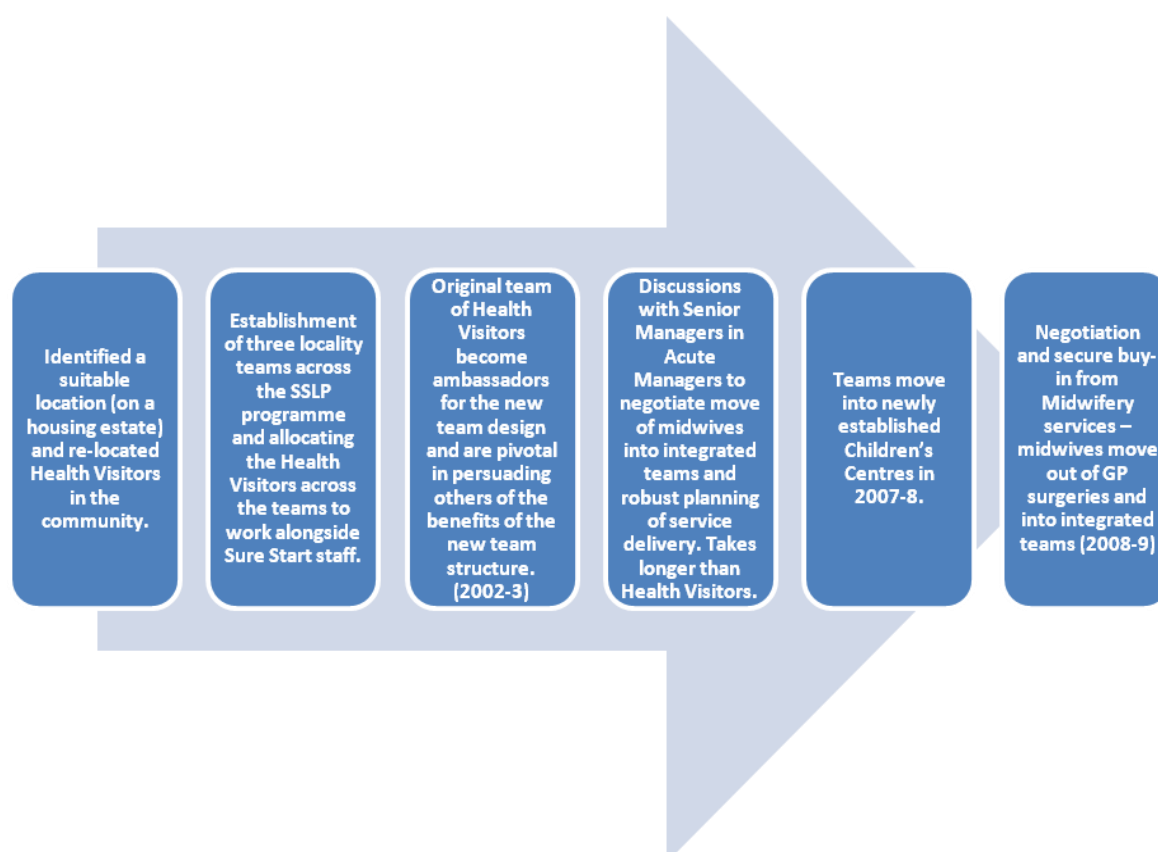 Identified a
suitable
location (on a
housing estate)
and re-located
Health Visitors
in the
community.
Establishment
of three locality
teams across
the SSLP
programme
and allocating
the Health
Visitors across
the teams to
work alongside
Sure Start staff.
Original team
of Health
Visitors
become
ambassadors
for the new
team design
and are pivotal
in persuading
others of the
benefits of the
new team
structure.
(2002-3)
Discussions
with Senior
Managers in
Acute
Managers to
negotiate move
of midwives
into integrated
teams and
robust planning
of service
delivery. Takes
longer than
Health Visitors.
Teams move
into newly
established
Children's
Centres in
2007-8.
Negotiation
and secure buy-
in from
Midwifery
services –
midwives move
out of GP
surgeries and
into integrated
teams (2008-9)